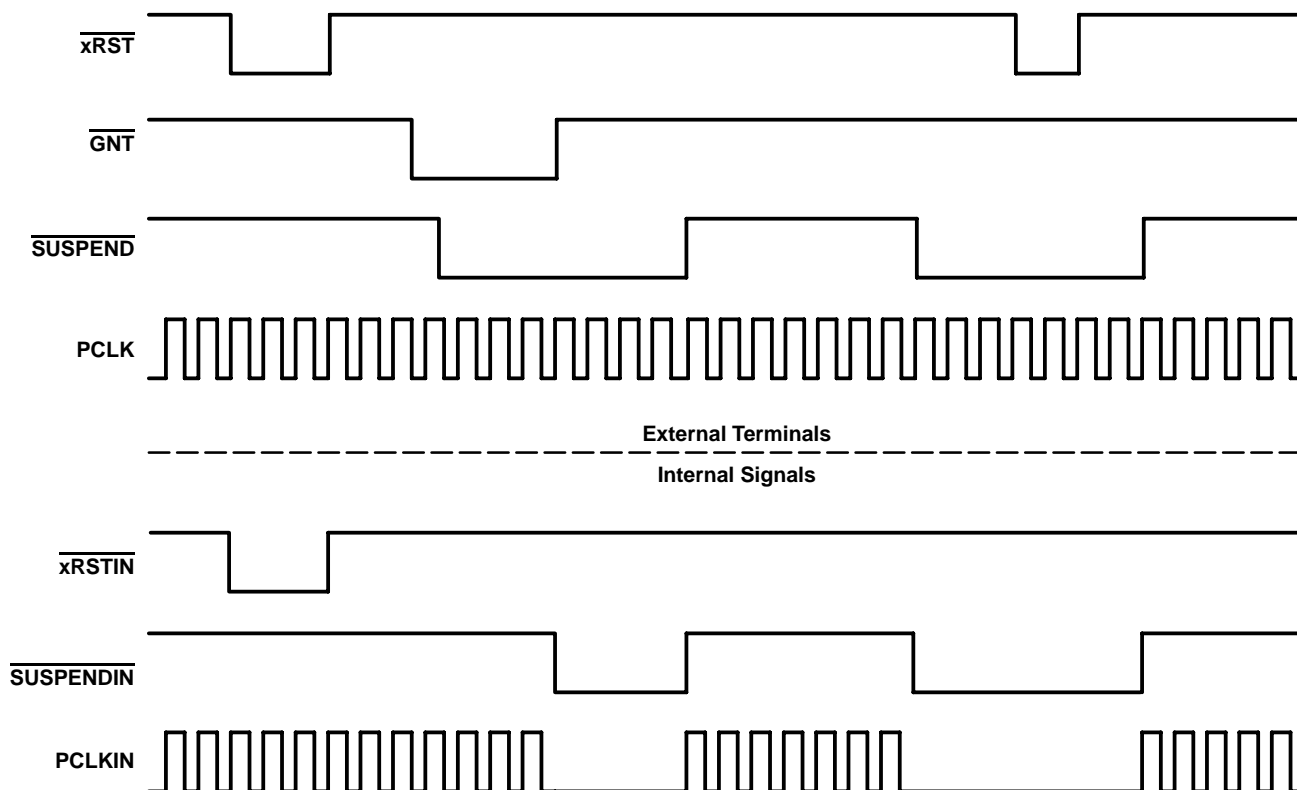 xRST
GNT
SUSPEND
PCLK
External Terminals
Internal Signals
xRSTIN
SUSPENDIN
PCLKIN